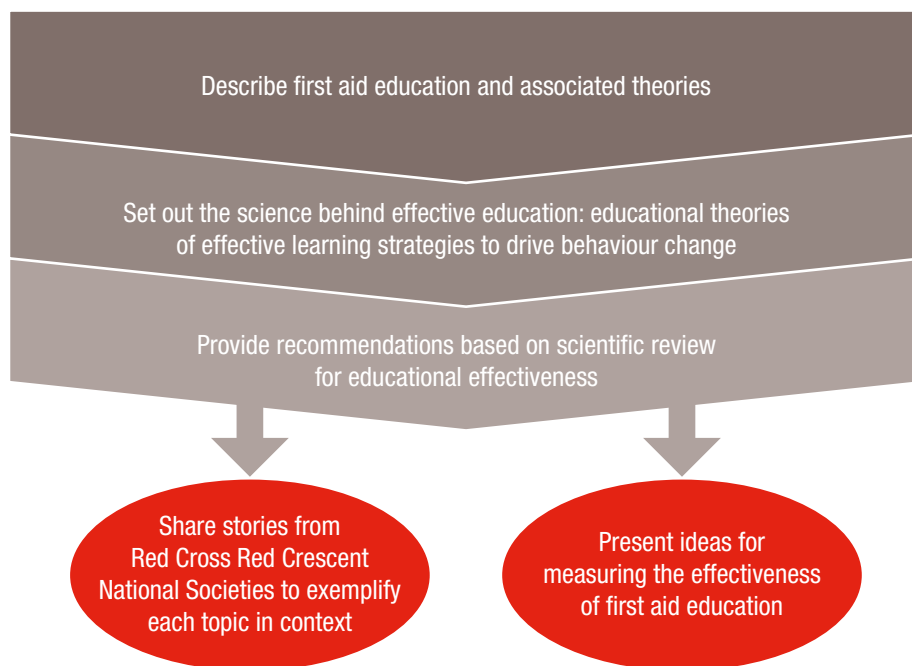 Describe first aid education and associated theories
Set out the science behind effective education: educational theories
of effective learning strategies to drive behaviour change
Provide recommendations based on scientific review
for educational effectiveness
Share stories from
Red Cross Red Crescent
National Societies to exemplify
each topic in context
Present ideas for
measuring the effectiveness
of first aid education